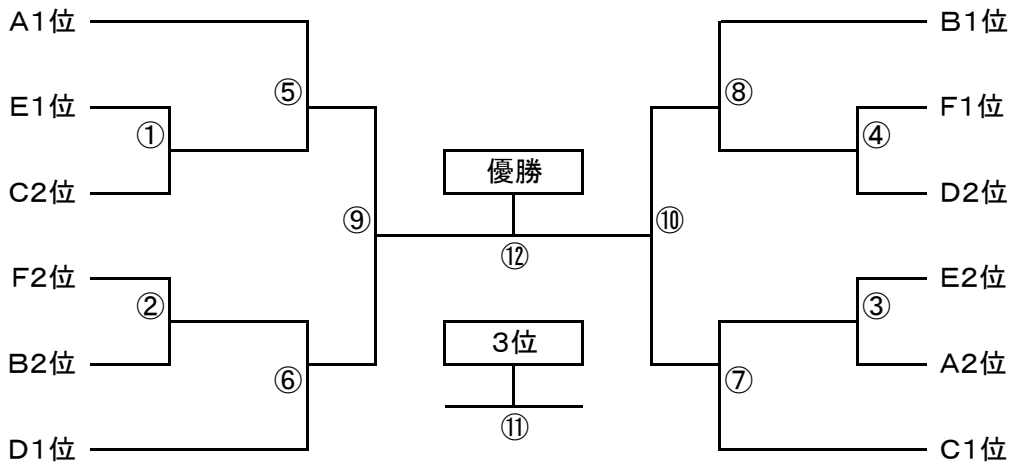 A1位 B1位
⑤ ⑧
E1位 F1位
① ④
優勝
C2位 D2位
⑨ ⑩
⑫
F2位 E2位
② ③
3位
B2位 A2位
⑥ ⑦
⑪
D1位 C1位